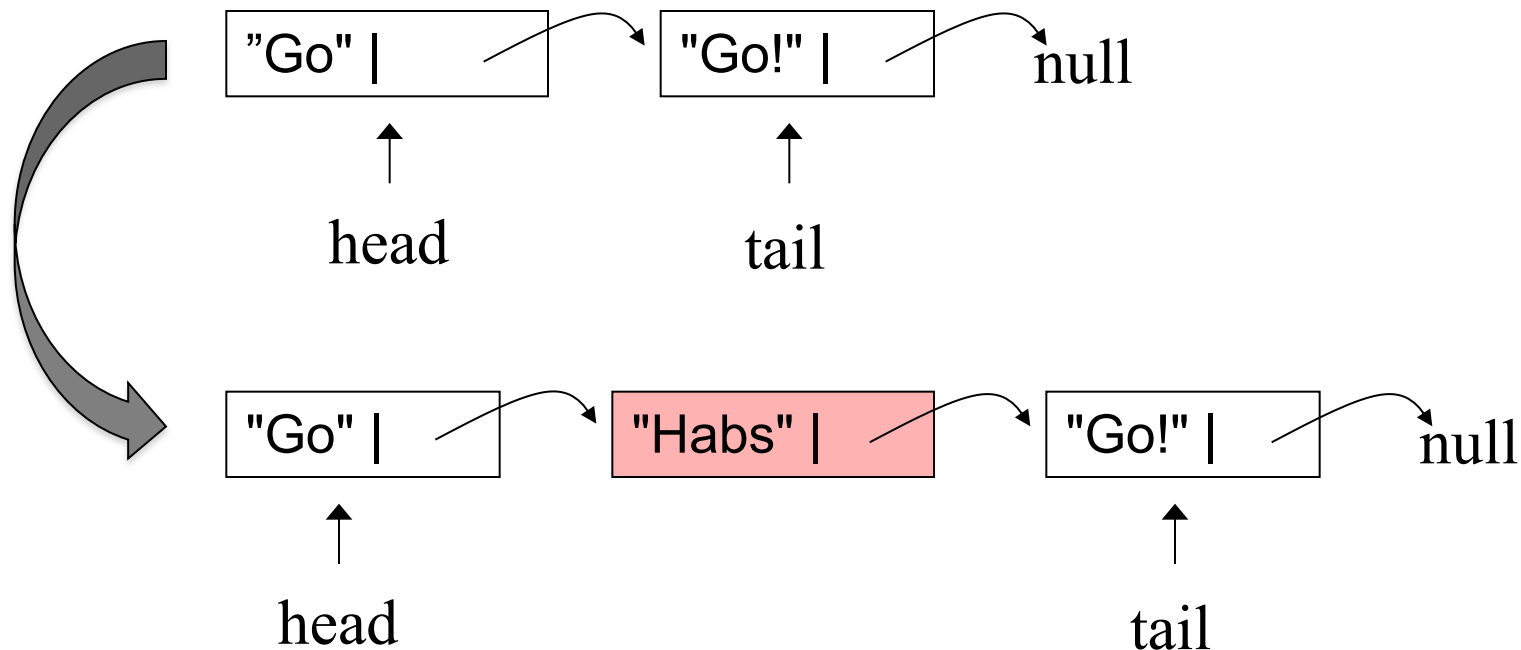 ”Go" | "Go!" | null
head tail
"Go" | "Habs" | "Go!" | null
head tail